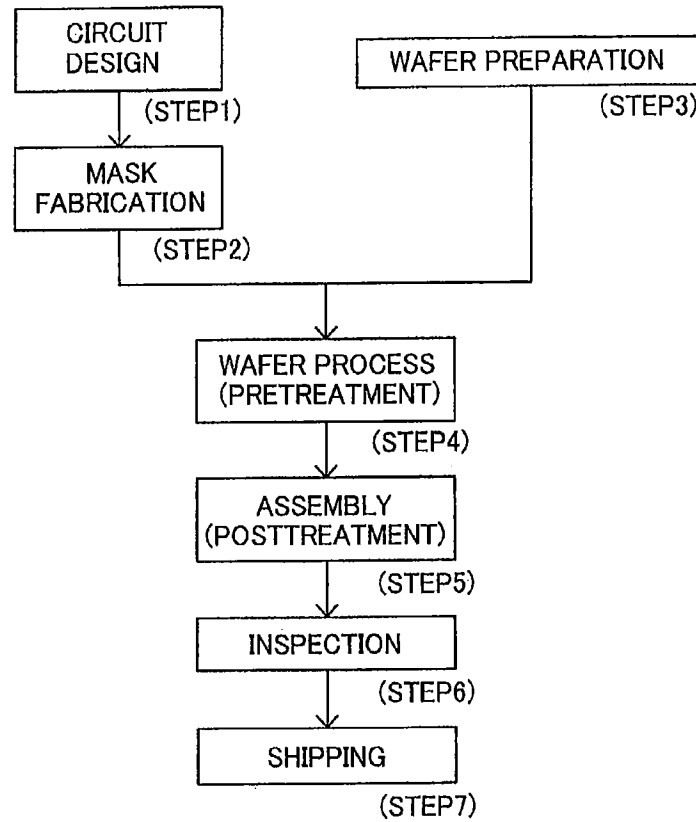 CIRCUIT
DESIGN
(STEP1)
WAFER PREPARATION
(STEP3)
MASK
FABRICATION
(STEP2)
WAFER PROCESS
(PRETREATMENT)
(STEP4)
ASSEMBLY
(POSTTREATMENT)
(STEP5)
INSPECTION
(STEP6)
SHIPPING
(STEP7)